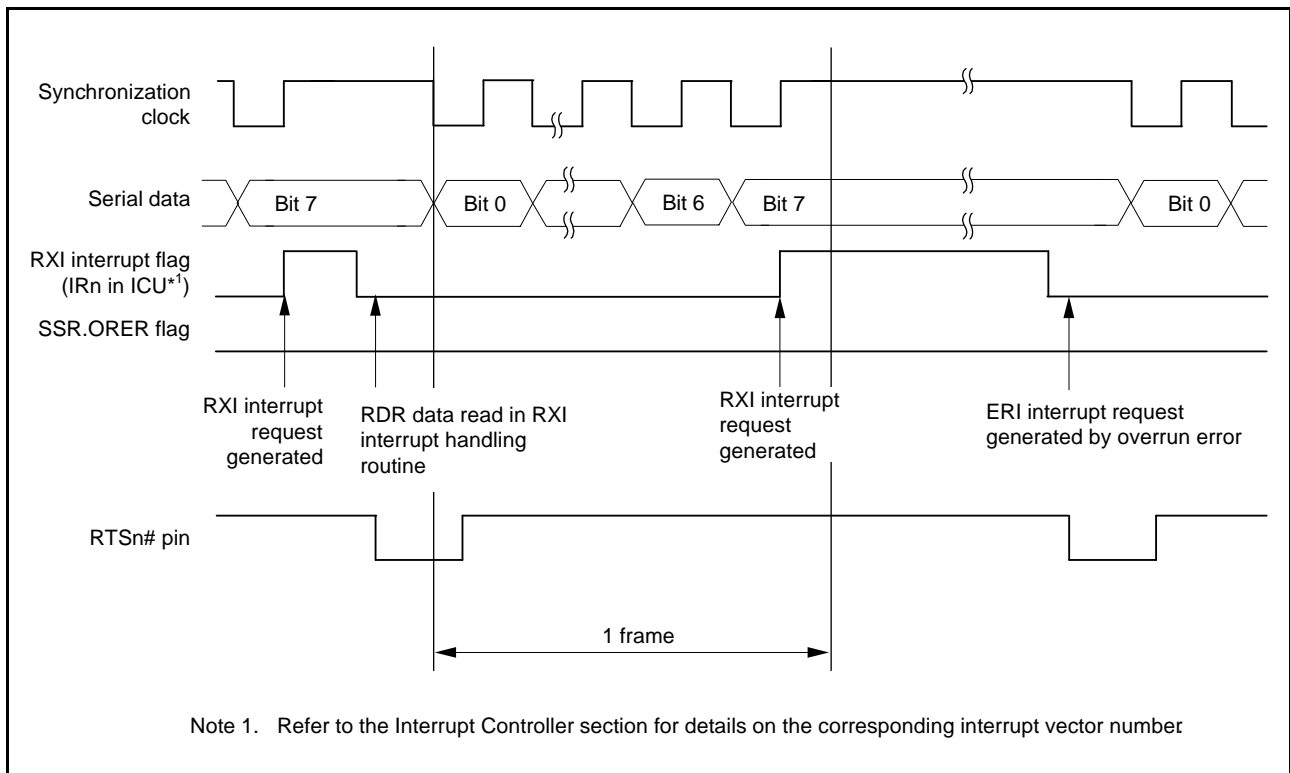 Synchronization
clock
Serial data
Bit 7
Bit 0
Bit 6
Bit 7
Bit 0
RXI interrupt flag
(IRn in ICU*1)
SSR.ORER flag
RXI interrupt
request
generated
RDR data read in RXI
interrupt handling
routine
RXI interrupt
request
generated
ERI interrupt request
generated by overrun error
RTSn# pin
1 frame
Note 1. Refer to the Interrupt Controller section for details on the corresponding interrupt vector number.